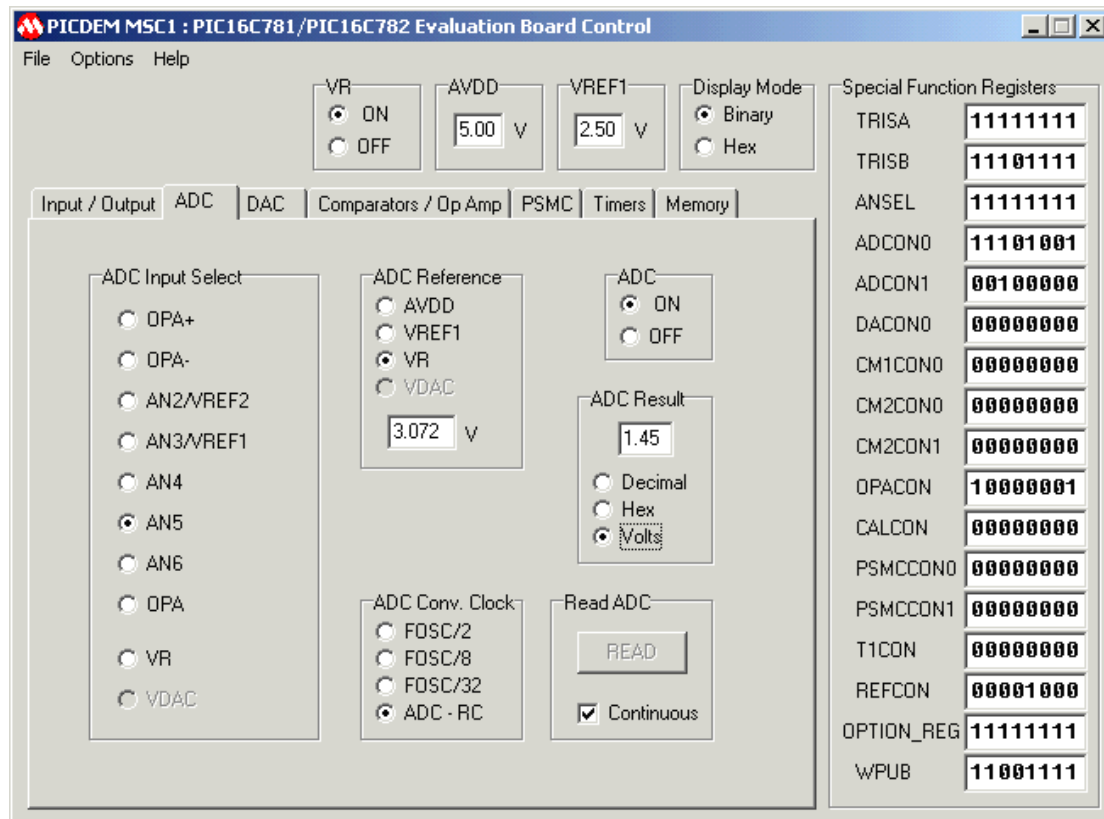 PICDEM MSC1 : PIC16C781/PIC16C782 Evaluation Board Control
File Options Help
VR
ON
OFF
AVDD
5.00 V
VREF1
2.50 V
Display Mode
Binary
Hex
Input / Output ADC DAC Comparators / Op Amp PSMC Timers Memory
ADC Input Select
OPA+
OPA-
AN2/VREF2
AN3/VREF1
AN4
AN5
AN6
OPA
VR
VDAC
ADC Reference
AVDD
VREF1
VR
VDAC
3.072 V
ADC
ON
OFF
ADC Result
1.45
Decimal
Hex
Volts
ADC Conv. Clock
FOSC/2
FOSC/8
FOSC/32
ADC - RC
Read ADC
READ
Continuous
Special Function Registers
TRISA 11111111
TRISB 11101111
ANSEL 11111111
ADCON0 11101001
ADCON1 00100000
DACON0 00000000
CM1CON0 00000000
CM2CON0 00000000
CM2CON1 00000000
OPACON 10000001
CALCON 00000000
PSMCCON0 00000000
PSMCCON1 00000000
T1CON 00000000
REFCON 00001000
OPTION_REG 11111111
WPUB 11001111